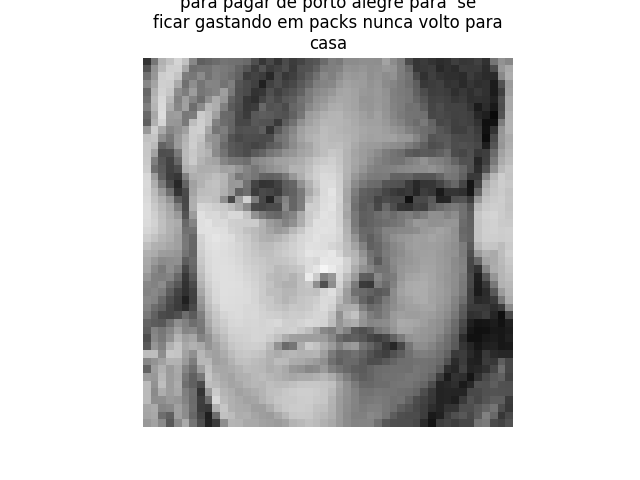 para pagar de porto alegre para  se
ficar gastando em packs nunca volto para
casa